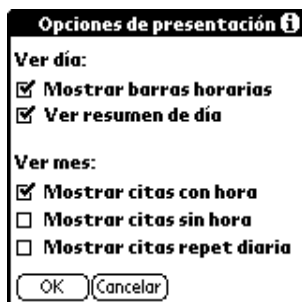 Opciones de presentación
Ver día:
Mostrar barras horarias
Ver resumen de día
Ver mes:
Mostrar citas con hora
Mostrar citas sin hora
Mostrar citas repet diaria
OK Cancelar